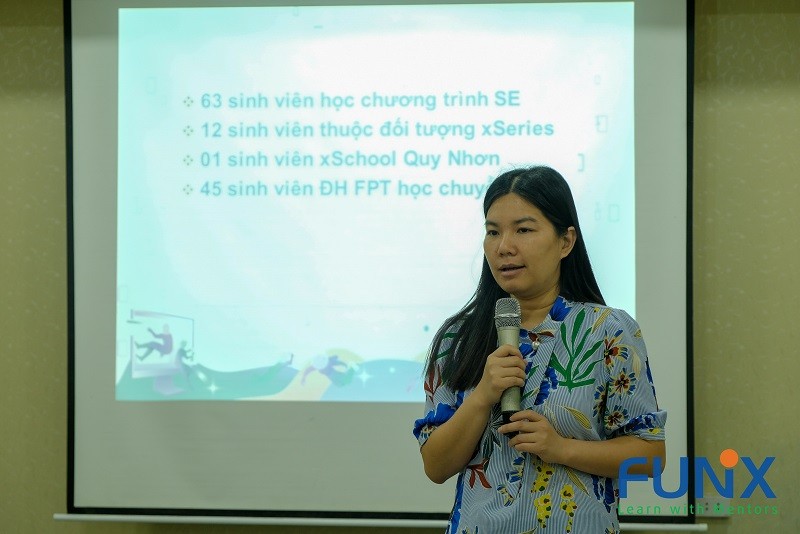 63 sinh viên học chương trình SE
12 sinh viên thuộc đối tượng xSeries
01 sinh viên xSchool Quy Nhơn
45 sinh viên ĐH FPT học
FUNiX
Learn with Mentors